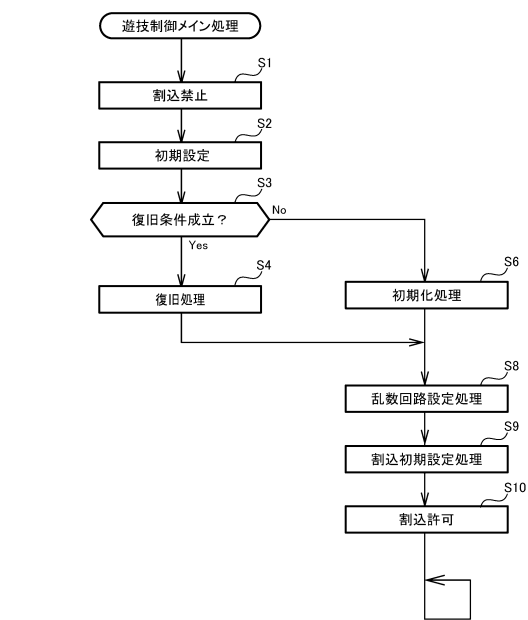 遊技制御メイン処理
S1
割込禁止
S2
初期設定
S3
復旧条件成立？
No
Yes
S4
復旧処理
S6
初期化処理
S8
乱数回路設定処理
S9
割込初期設定処理
S10
割込許可